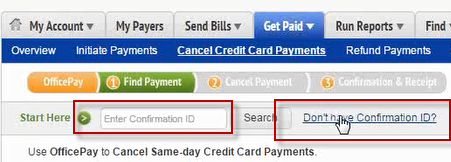 My Account My Payers Send Bills Get Paid Run Reports Find
Overview Initiate Payments Cancel Credit Card Payments Refund Payments
OfficePay 1 Find Payment 2 Cancel Payment 3 Confirmation & Receipt
Start Here Enter Confirmation ID Search Don't have Confirmation ID?
Use OfficePay to Cancel Same-day Credit Card Payments.